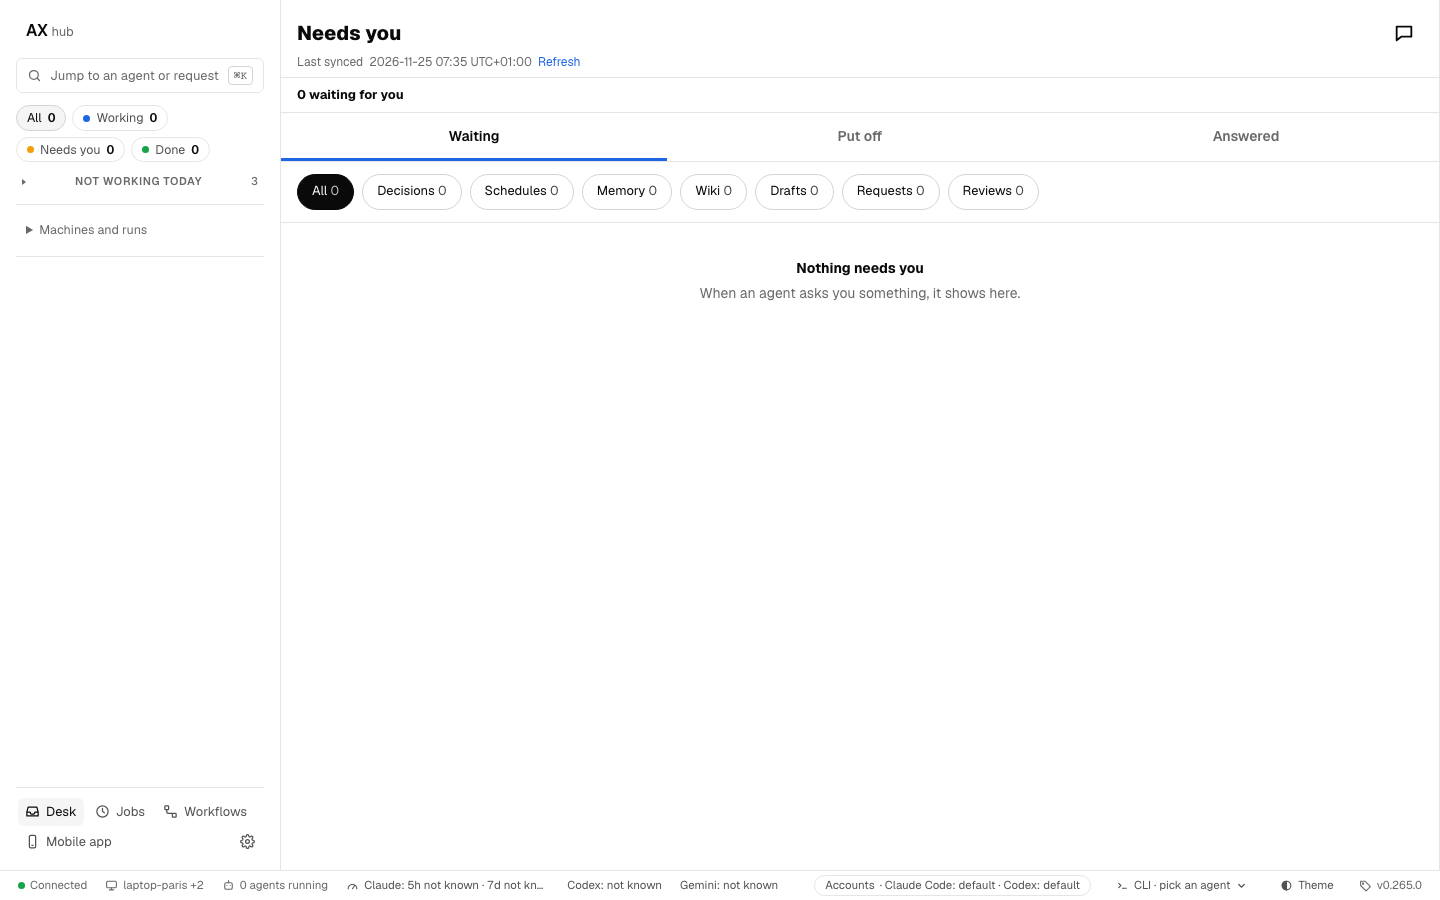 AX hub
Jump to an agent or request ⌘K
All 0
Working 0
Needs you 0
Done 0
NOT WORKING TODAY 3
Machines and runs
Desk
Jobs
Workflows
Mobile app
Needs you
Last synced 2026-11-25 07:35 UTC+01:00 Refresh
0 waiting for you
Waiting
Put off
Answered
All 0
Decisions 0
Schedules 0
Memory 0
Wiki 0
Drafts 0
Requests 0
Reviews 0
Nothing needs you
When an agent asks you something, it shows here.
Connected
laptop-paris +2
0 agents running
Claude: 5h not known · 7d not kn…
Codex: not known
Gemini: not known
Accounts · Claude Code: default · Codex: default
CLI · pick an agent
Theme
v0.265.0